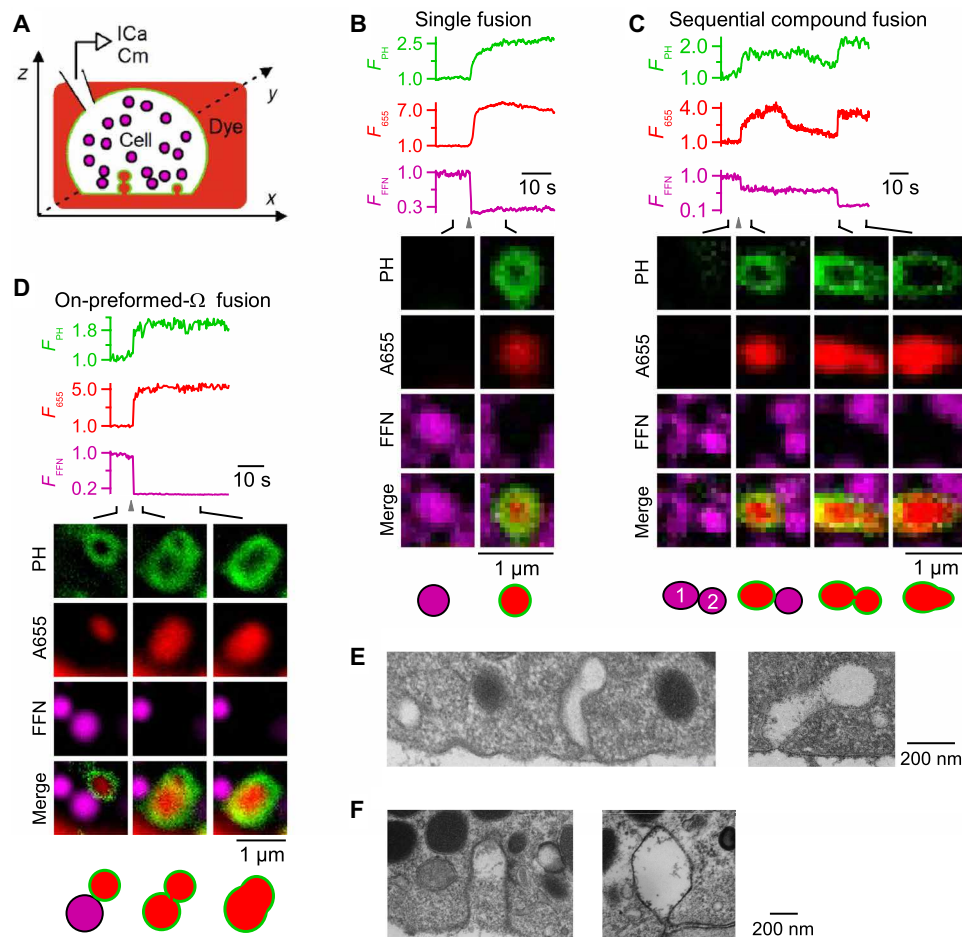 A
ICa
Cm
z
y
Cell
Dye
x
B
Single fusion
F_PH
2.5
1.0
F_655
7.0
1.0
F_FFN
1.0
0.3
10 s
PH
A655
FFN
Merge
1 µm
C
Sequential compound fusion
F_PH
2.0
1.0
F_655
4.0
1.0
F_FFN
1.0
0.1
10 s
PH
A655
FFN
Merge
1 µm
1
2
D
On-preformed-Ω fusion
F_PH
1.8
1.0
F_655
5.0
1.0
F_FFN
1.0
0.2
10 s
PH
A655
FFN
Merge
1 µm
E
200 nm
F
200 nm